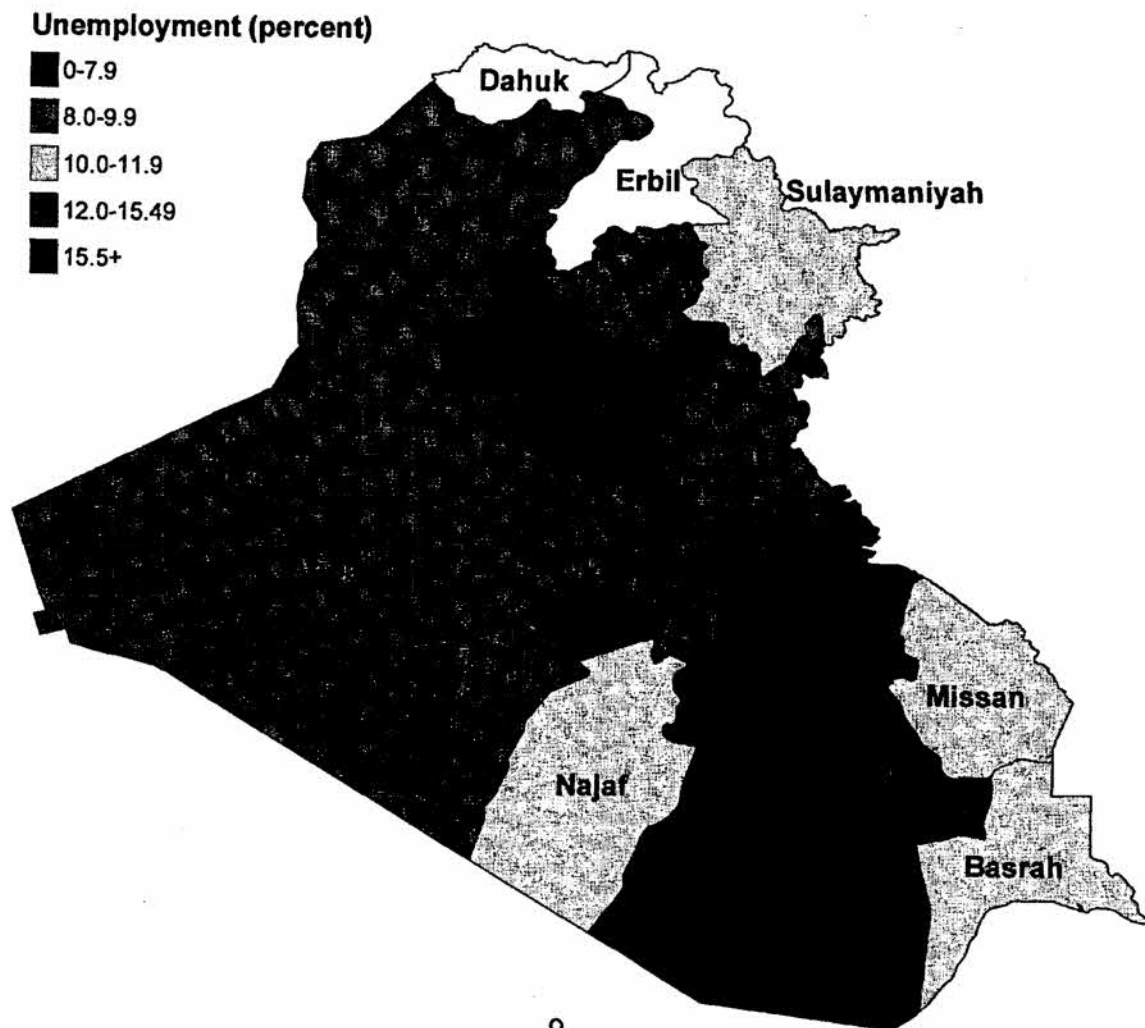 Unemployment (percent)
0-7.9
8.0-9.9
10.0-11.9
12.0-15.49
15.5+
Dahuk
Erbil
Sulaymaniyah
Missan
Najaf
Basrah
9